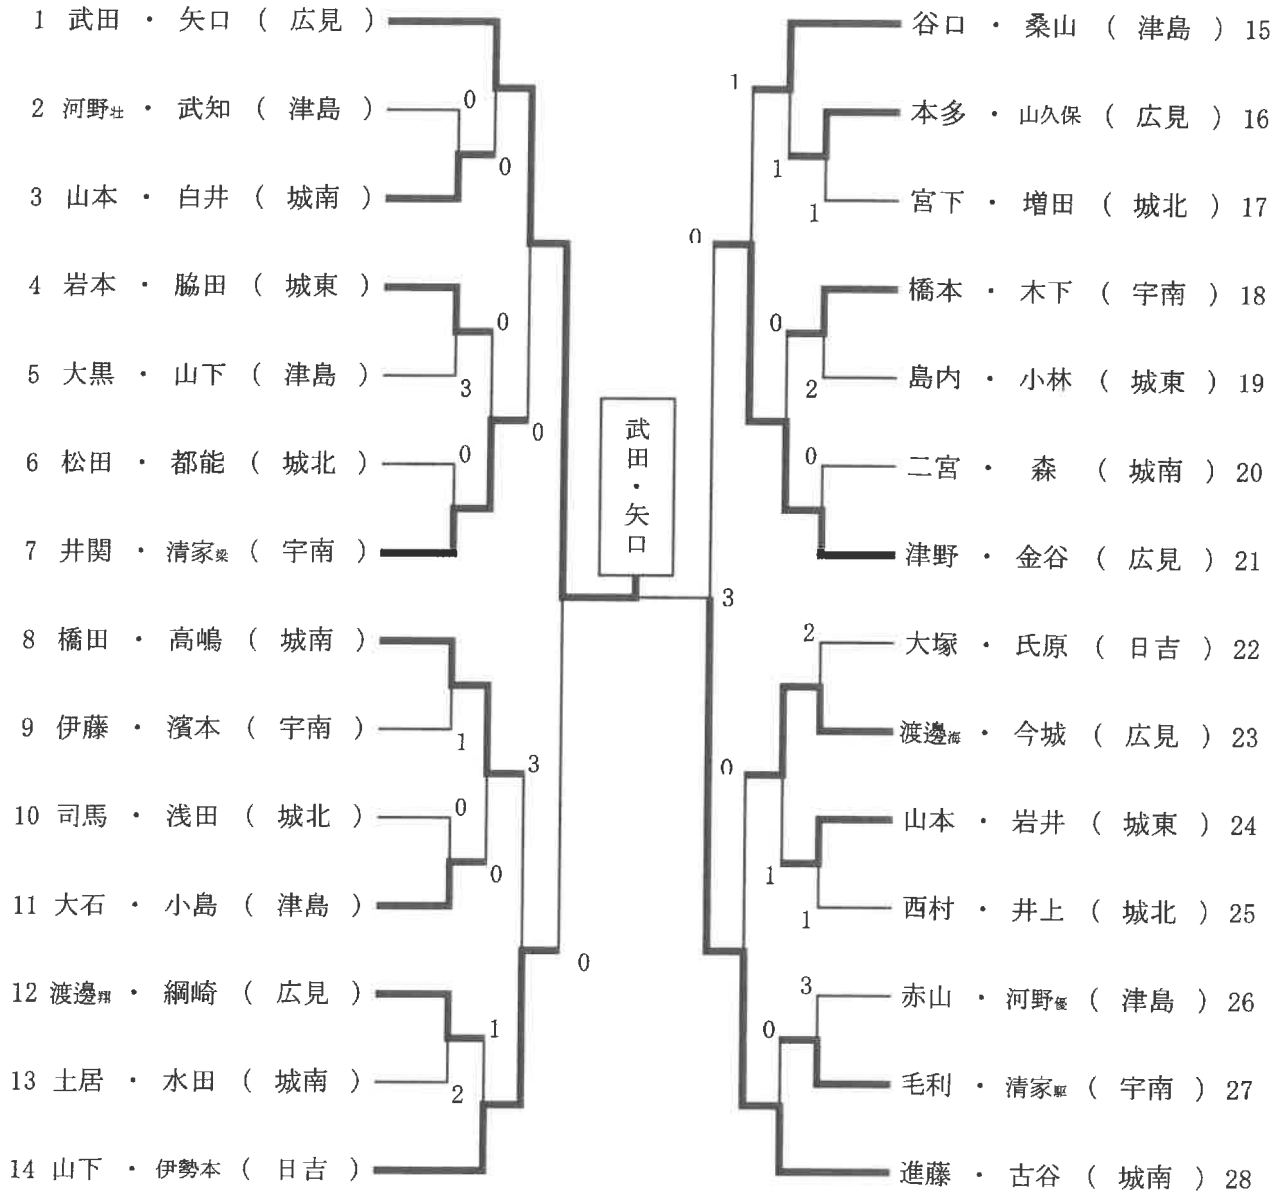 1 武田 ・ 矢口 ( 広見 )
2 河野壮 ・ 武知 ( 津島 )
3 山本 ・ 白井 ( 城南 )
4 岩本 ・ 脇田 ( 城東 )
5 大黒 ・ 山下 ( 津島 )
6 松田 ・ 都能 ( 城北 )
7 井関 ・ 清家梁 ( 宇南 )
8 橋田 ・ 高嶋 ( 城南 )
9 伊藤 ・ 濱本 ( 宇南 )
10 司馬 ・ 浅田 ( 城北 )
11 大石 ・ 小島 ( 津島 )
12 渡邊翔 ・ 綱崎 ( 広見 )
13 土居 ・ 水田 ( 城南 )
14 山下 ・ 伊勢本 ( 日吉 )
0
0
0
3
0
0
1
3
0
0
0
1
2
武田・矢口
3
1
1
1
0
0
2
0
2
0
1
1
3
0
谷口 ・ 桑山 ( 津島 ) 15
本多 ・ 山久保 ( 広見 ) 16
宮下 ・ 増田 ( 城北 ) 17
橋本 ・ 木下 ( 宇南 ) 18
島内 ・ 小林 ( 城東 ) 19
二宮 ・ 森 ( 城南 ) 20
津野 ・ 金谷 ( 広見 ) 21
大塚 ・ 氏原 ( 日吉 ) 22
渡邊海 ・ 今城 ( 広見 ) 23
山本 ・ 岩井 ( 城東 ) 24
西村 ・ 井上 ( 城北 ) 25
赤山 ・ 河野優 ( 津島 ) 26
毛利 ・ 清家駆 ( 宇南 ) 27
進藤 ・ 古谷 ( 城南 ) 28